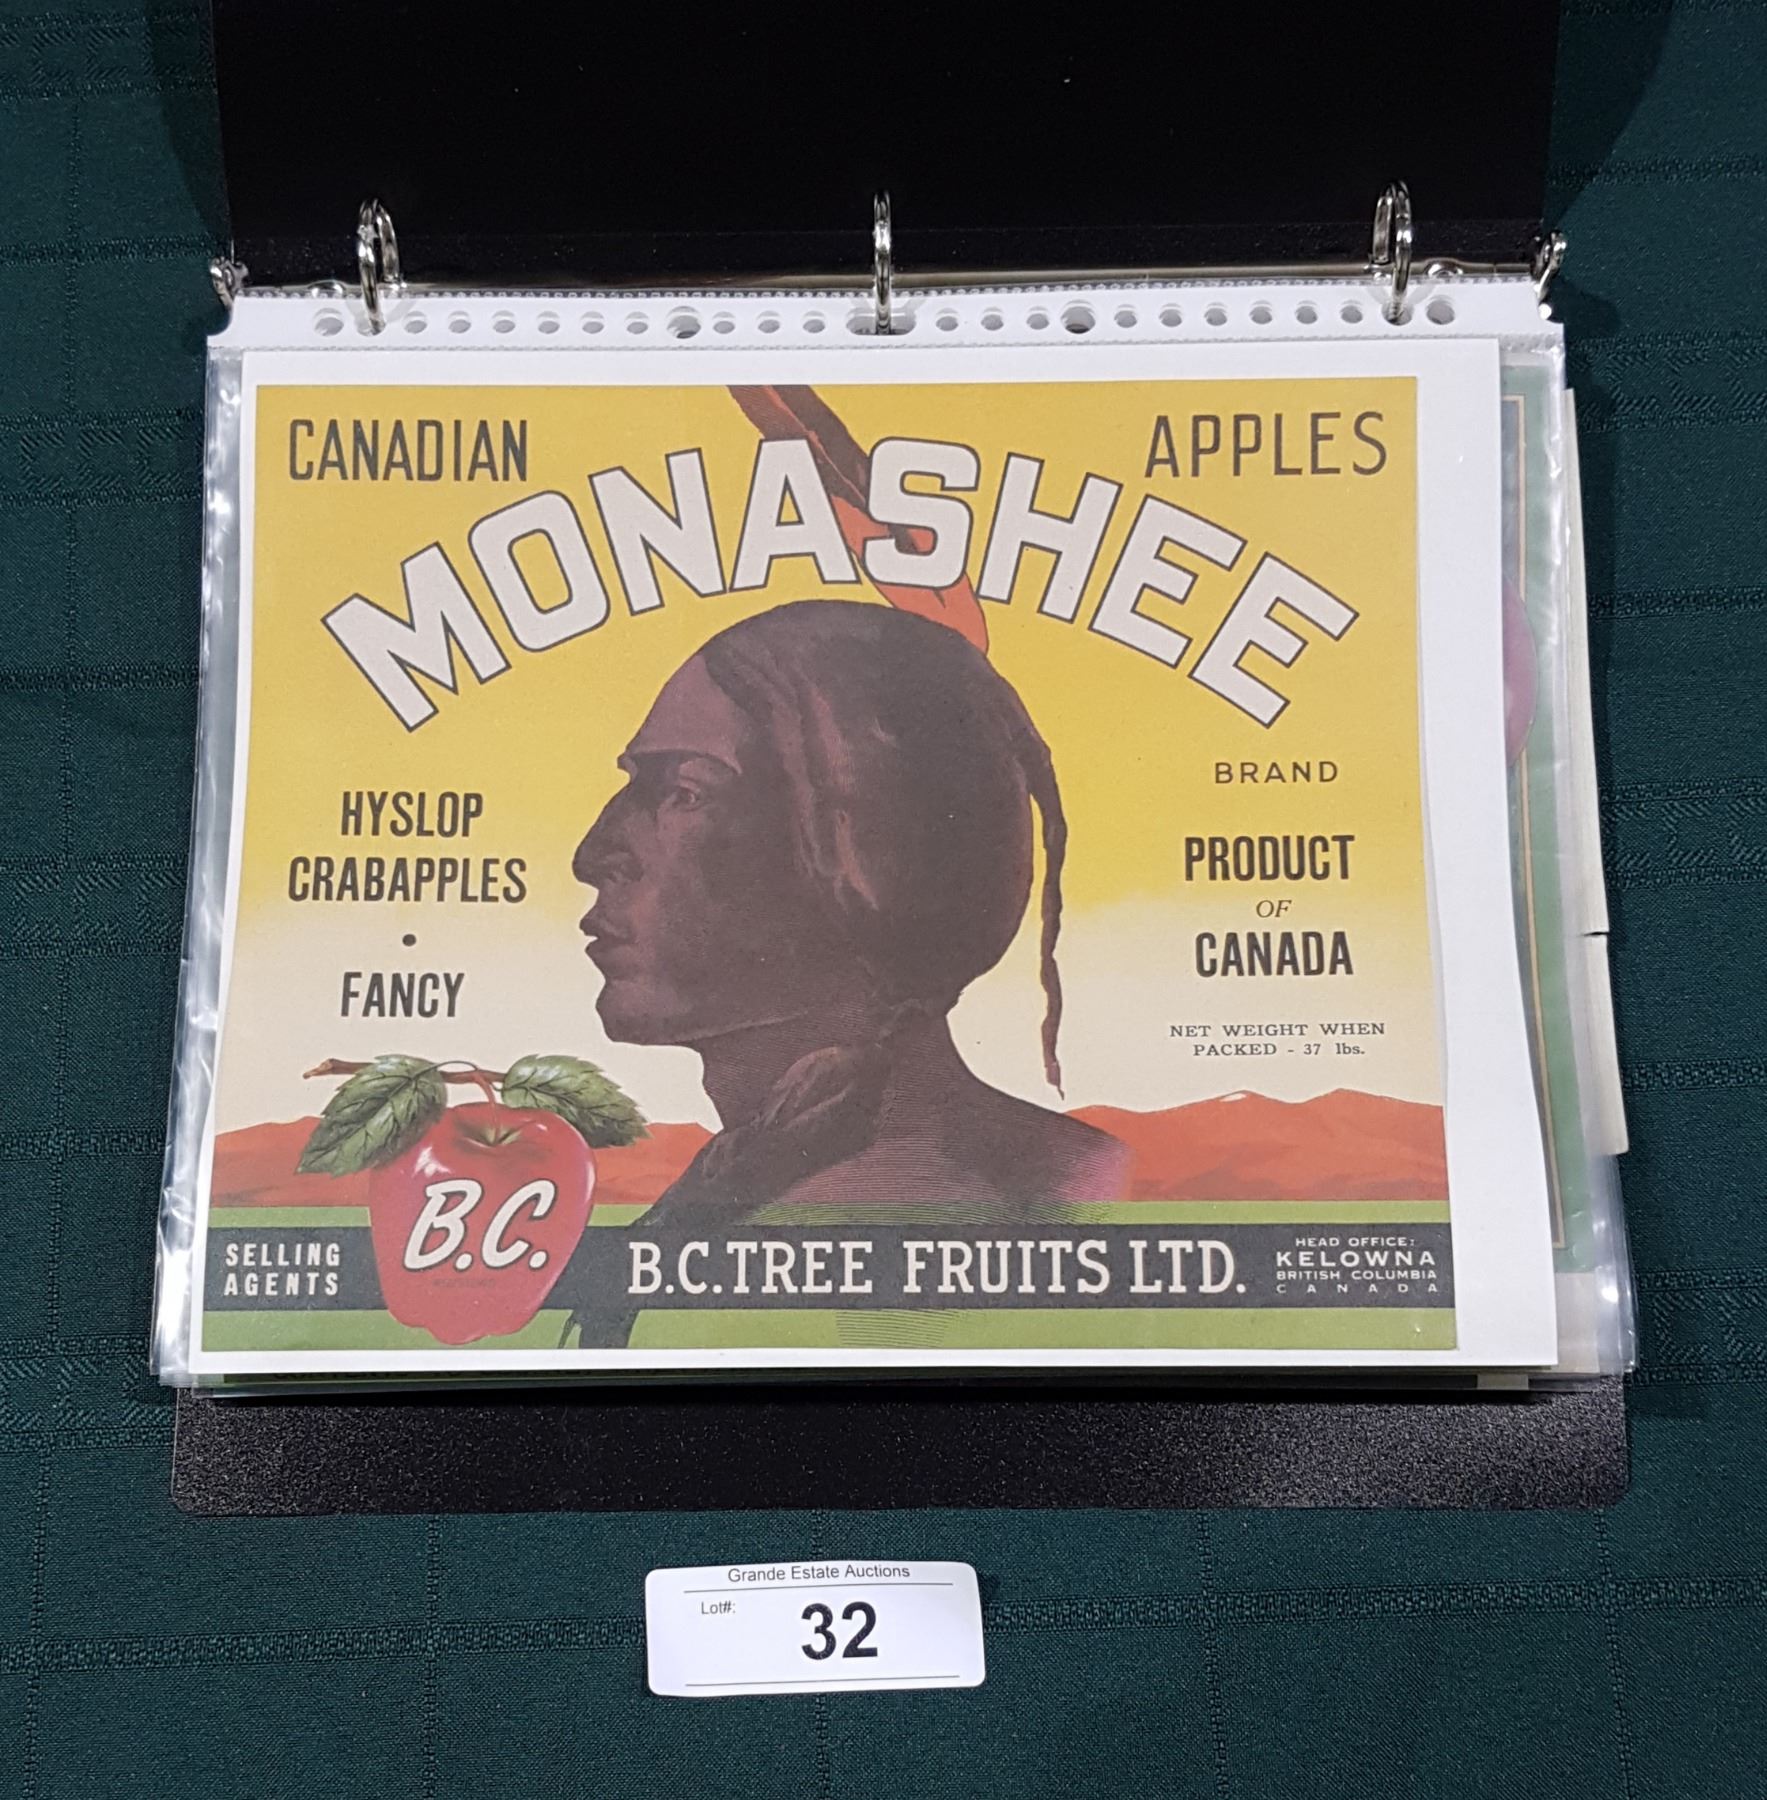 CANADIAN
APPLES
MONASHEE
BRAND
HYSLOP
CRABAPPLES
•
FANCY
PRODUCT
OF
CANADA
NET WEIGHT WHEN
PACKED - 37 lbs.
B.C.
SELLING
AGENTS
B.C. TREE FRUITS LTD.
HEAD OFFICE:
KELOWNA
BRITISH COLUMBIA
CANADA
Grande Estate Auctions
Lot#:
32